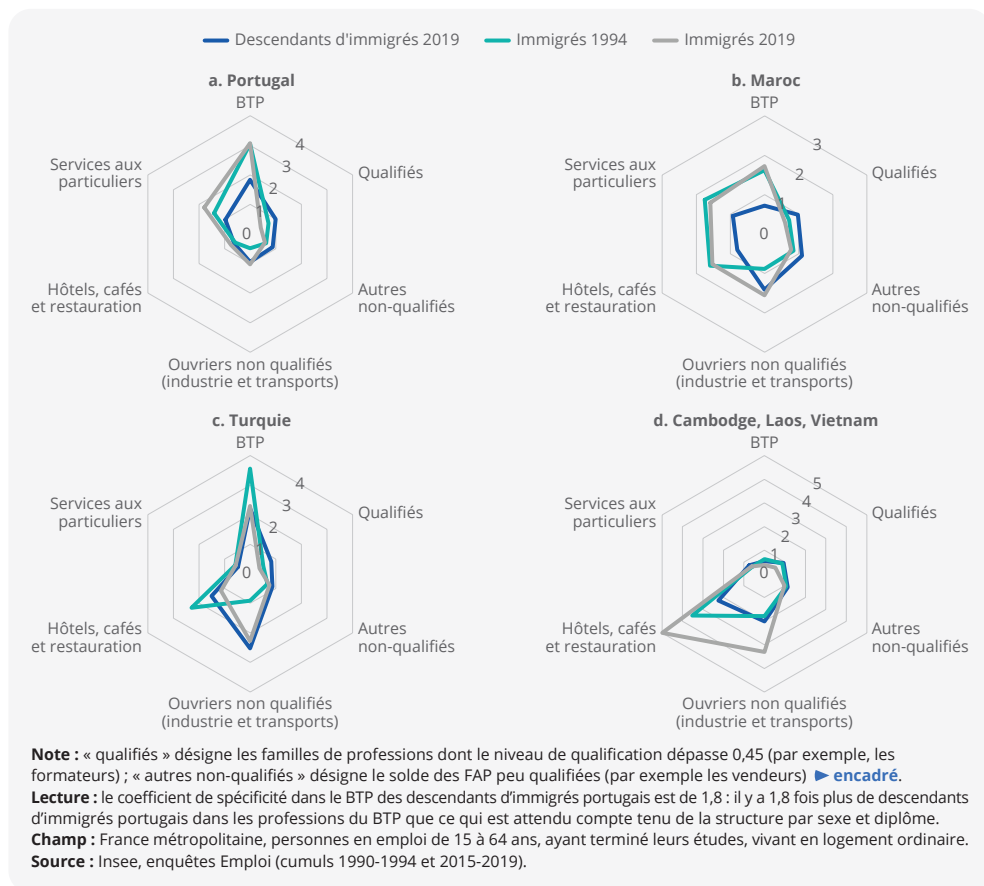 Descendants d'immigrés 2019 Immigrés 1994 Immigrés 2019
a. Portugal
BTP
4
3
2
1
0
Qualifiés
Autres
non-qualifiés
Ouvriers non qualifiés
(industrie et transports)
Hôtels, cafés
et restauration
Services aux
particuliers
b. Maroc
BTP
3
2
1
0
Qualifiés
Autres
non-qualifiés
Ouvriers non qualifiés
(industrie et transports)
Hôtels, cafés
et restauration
Services aux
particuliers
c. Turquie
BTP
4
3
2
1
0
Qualifiés
Autres
non-qualifiés
Ouvriers non qualifiés
(industrie et transports)
Hôtels, cafés
et restauration
Services aux
particuliers
d. Cambodge, Laos, Vietnam
BTP
5
4
3
2
1
0
Qualifiés
Autres
non-qualifiés
Ouvriers non qualifiés
(industrie et transports)
Hôtels, cafés
et restauration
Services aux
particuliers
Note : « qualifiés » désigne les familles de professions dont le niveau de qualification dépasse 0,45 (par exemple, les
formateurs) ; « autres non-qualifiés » désigne le solde des FAP peu qualifiées (par exemple les vendeurs) ► encadré.
Lecture : le coefficient de spécificité dans le BTP des descendants d'immigrés portugais est de 1,8 : il y a 1,8 fois plus de descendants
d'immigrés portugais dans les professions du BTP que ce qui est attendu compte tenu de la structure par sexe et diplôme.
Champ : France métropolitaine, personnes en emploi de 15 à 64 ans, ayant terminé leurs études, vivant en logement ordinaire.
Source : Insee, enquêtes Emploi (cumuls 1990-1994 et 2015-2019).